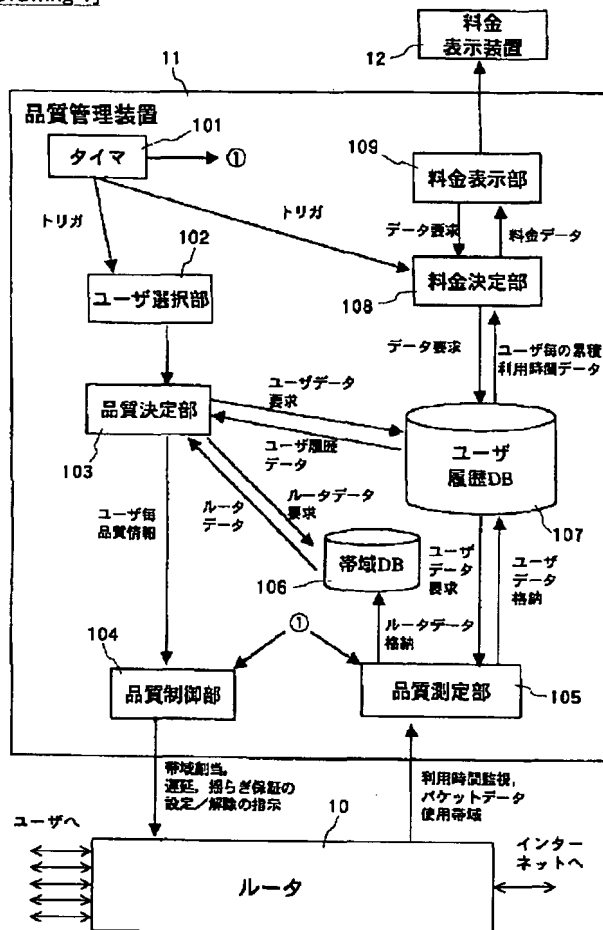 [Drawing 1]
料金
表示装置
12
11
品質管理装置
101
タイマ
①
109
料金表示部
トリガ
トリガ
データ要求
料金データ
102
ユーザ選択部
料金決定部
108
データ要求
ユーザ毎の累積
利用時間データ
品質決定部
103
ユーザデータ
要求
ユーザ履歴
データ
ユーザ
履歴DB
107
ルータ
データ
ルータデータ
要求
ユーザ毎
品質情報
帯域DB
106
ユーザ
データ
要求
ユーザ
データ
格納
①
ルータデータ
格納
104
品質制御部
品質測定部
105
帯域割当,
遅延, 揺らぎ保証の
設定/解除の指示
利用時間監視,
パケットデータ
使用帯域
ユーザへ
10
ルータ
インター
ネットへ